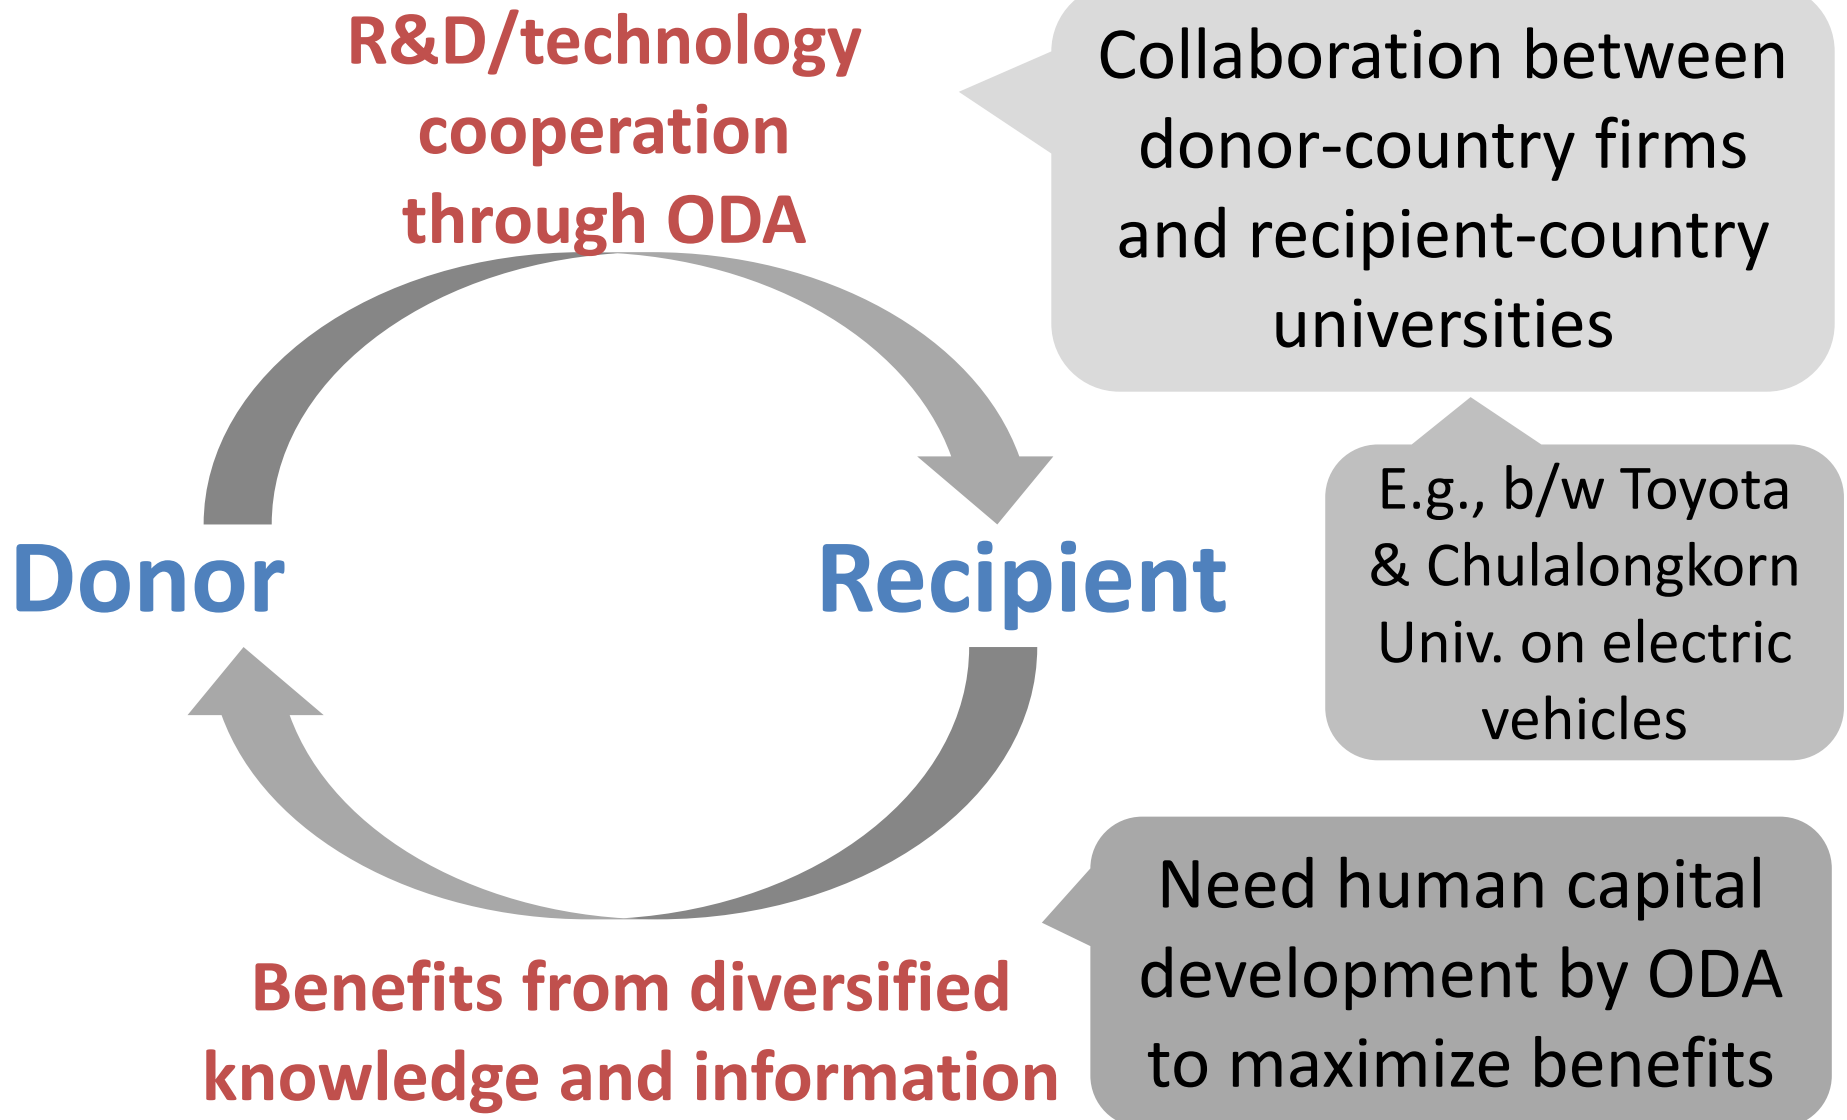 R&D/technology
cooperation
through ODA
Collaboration between
donor-country firms
and recipient-country
universities
E.g., b/w Toyota
& Chulalongkorn
Univ. on electric
vehicles
Donor
Recipient
Need human capital
development by ODA
to maximize benefits
Benefits from diversified
knowledge and information